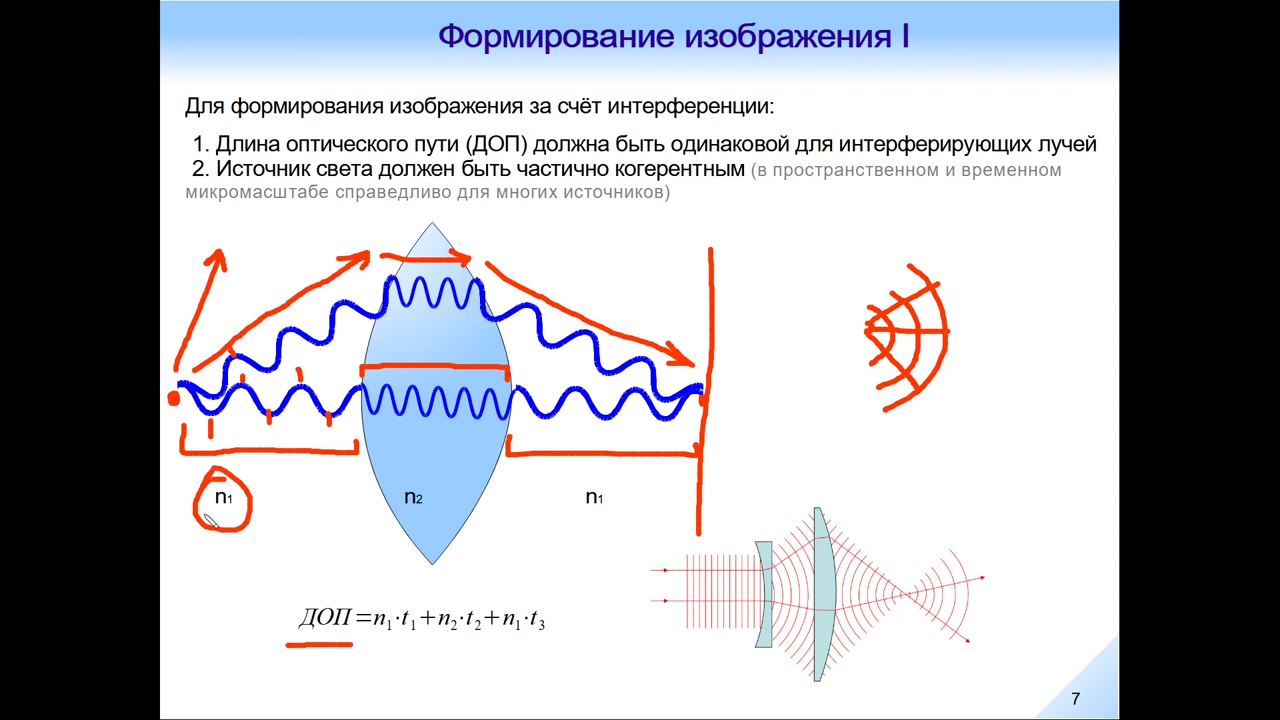 Формирование изображения I
Для формирования изображения за счёт интерференции:
1. Длина оптического пути (ДОП) должна быть одинаковой для интерферирующих лучей
2. Источник света должен быть частично когерентным (в пространственном и временном
микромасштабе справедливо для многих источников)
n₁ n₂ n₁
ДОП=n₁·t₁+n₂·t₂+n₁·t₃
7